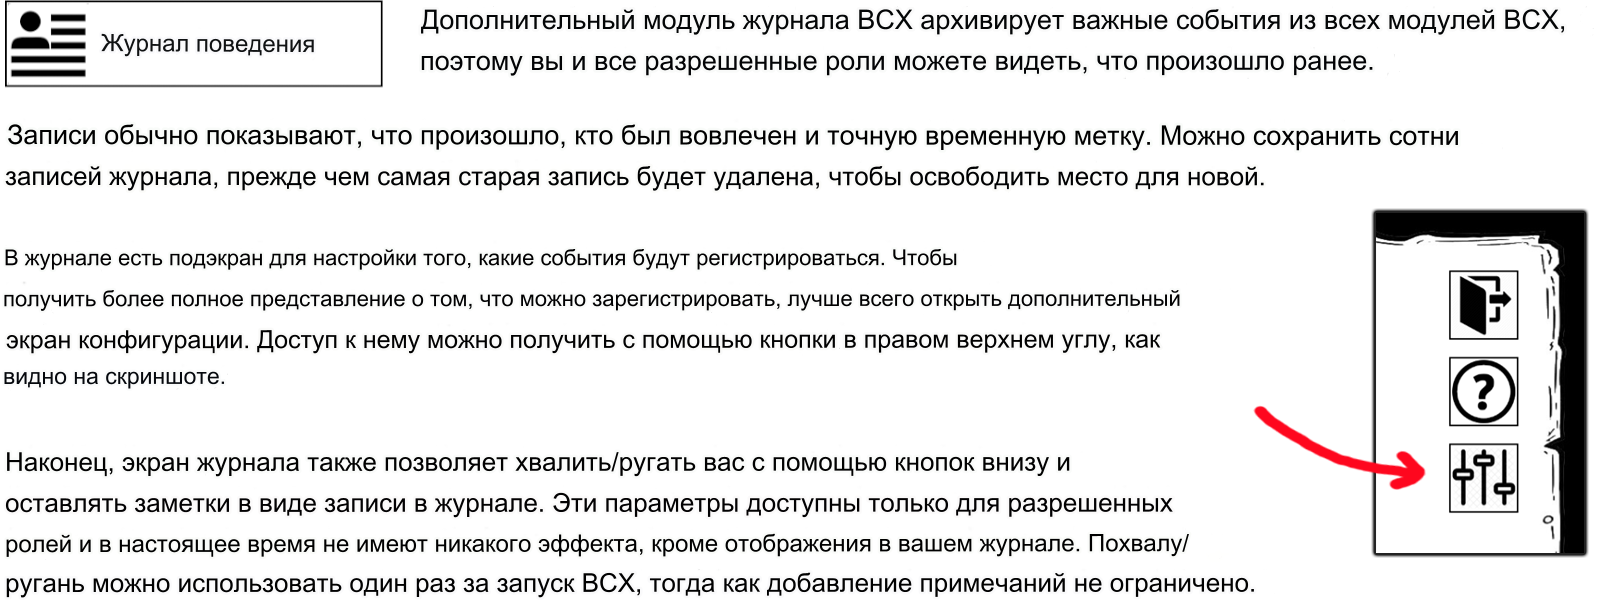 Журнал поведения
Дополнительный модуль журнала BCX архивирует важные события из всех модулей BCX,
поэтому вы и все разрешенные роли можете видеть, что произошло ранее.
Записи обычно показывают, что произошло, кто был вовлечен и точную временную метку. Можно сохранить сотни
записей журнала, прежде чем самая старая запись будет удалена, чтобы освободить место для новой.
В журнале есть подэкран для настройки того, какие события будут регистрироваться. Чтобы
получить более полное представление о том, что можно зарегистрировать, лучше всего открыть дополнительный
экран конфигурации. Доступ к нему можно получить с помощью кнопки в правом верхнем углу, как
видно на скриншоте.
?
Наконец, экран журнала также позволяет хвалить/ругать вас с помощью кнопок внизу и
оставлять заметки в виде записи в журнале. Эти параметры доступны только для разрешенных
ролей и в настоящее время не имеют никакого эффекта, кроме отображения в вашем журнале. Похвалу/
ругань можно использовать один раз за запуск BCX, тогда как добавление примечаний не ограничено.